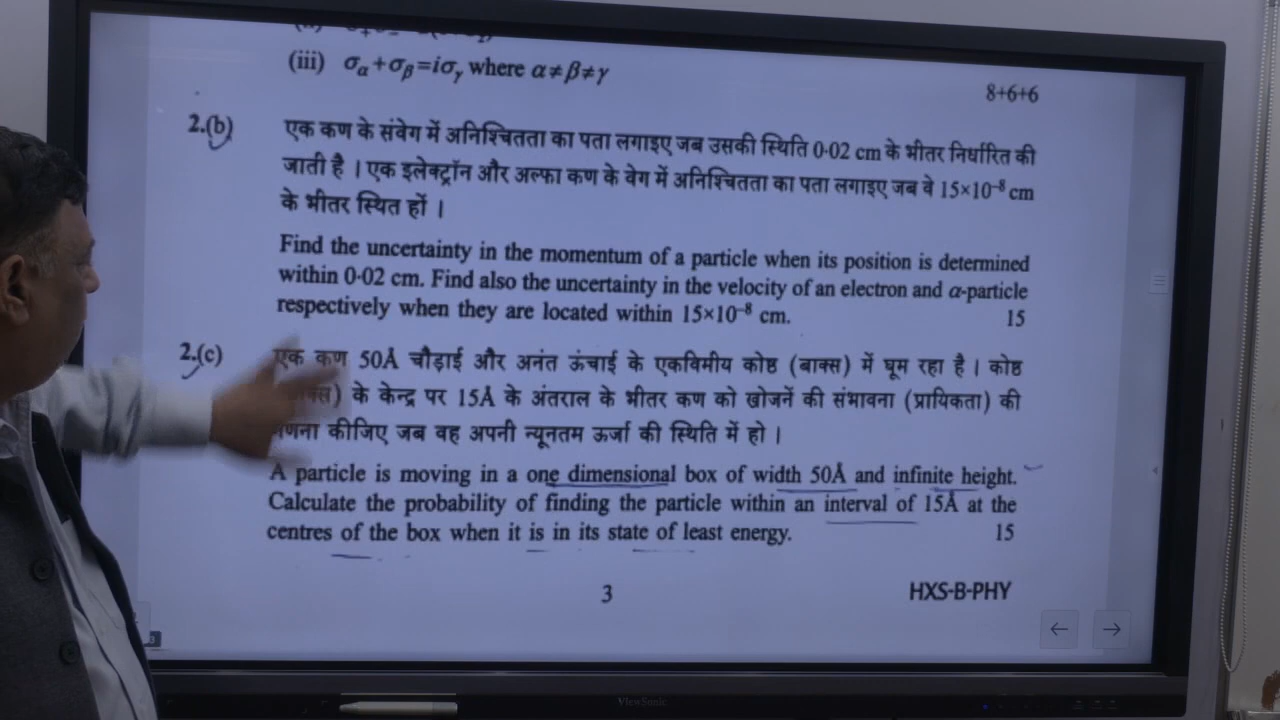 (iii) σα+σβ=iσγ where α≠β≠γ
8+6+6
2.(b) एक कण के संवेग में अनिश्चितता का पता लगाइए जब उसकी स्थिति 0·02 cm के भीतर निर्धारित की
जाती है । एक इलेक्ट्रॉन और अल्फा कण के वेग में अनिश्चितता का पता लगाइए जब वे 15×10⁻⁸ cm
के भीतर स्थित हों ।
Find the uncertainty in the momentum of a particle when its position is determined
within 0·02 cm. Find also the uncertainty in the velocity of an electron and α-particle
respectively when they are located within 15×10⁻⁸ cm. 15
2.(c) एक कण 50Å चौड़ाई और अनंत ऊंचाई के एकविमीय कोष्ठ (बाक्स) में घूम रहा है । कोष्ठ
के केन्द्र पर 15Å के अंतराल के भीतर कण को खोजनें की संभावना (प्रायिकता) की
कीजिए जब वह अपनी न्यूनतम ऊर्जा की स्थिति में हो ।
A particle is moving in a one dimensional box of width 50Å and infinite height.
Calculate the probability of finding the particle within an interval of 15Å at the
centres of the box when it is in its state of least energy. 15
3 HXS-B-PHY
ViewSonic